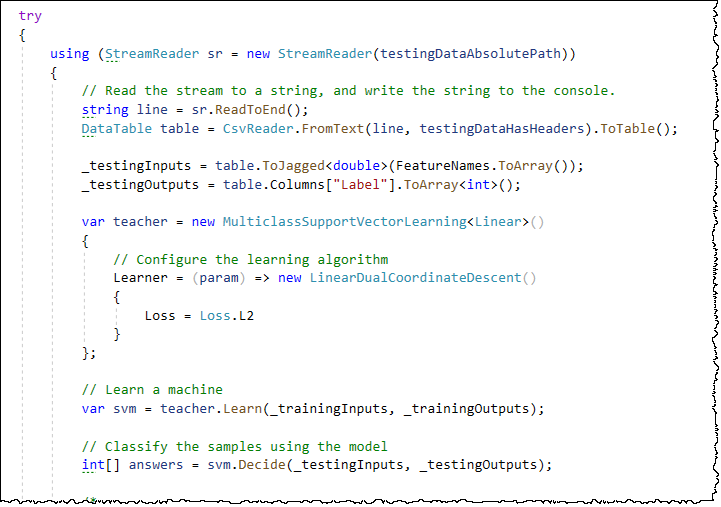 try
{
using (StreamReader sr = new StreamReader(testingDataAbsolutePath))
{
// Read the stream to a string, and write the string to the console.
string line = sr.ReadToEnd();
DataTable table = CsvReader.FromText(line, testingDataHasHeaders).ToTable();
_testingInputs = table.ToJagged<double>(FeatureNames.ToArray());
_testingOutputs = table.Columns["Label"].ToArray<int>();
var teacher = new MulticlassSupportVectorLearning<Linear>()
{
// Configure the learning algorithm
Learner = (param) => new LinearDualCoordinateDescent()
{
Loss = Loss.L2
}
};
// Learn a machine
var svm = teacher.Learn(_trainingInputs, _trainingOutputs);
// Classify the samples using the model
int[] answers = svm.Decide(_testingInputs, _testingOutputs);